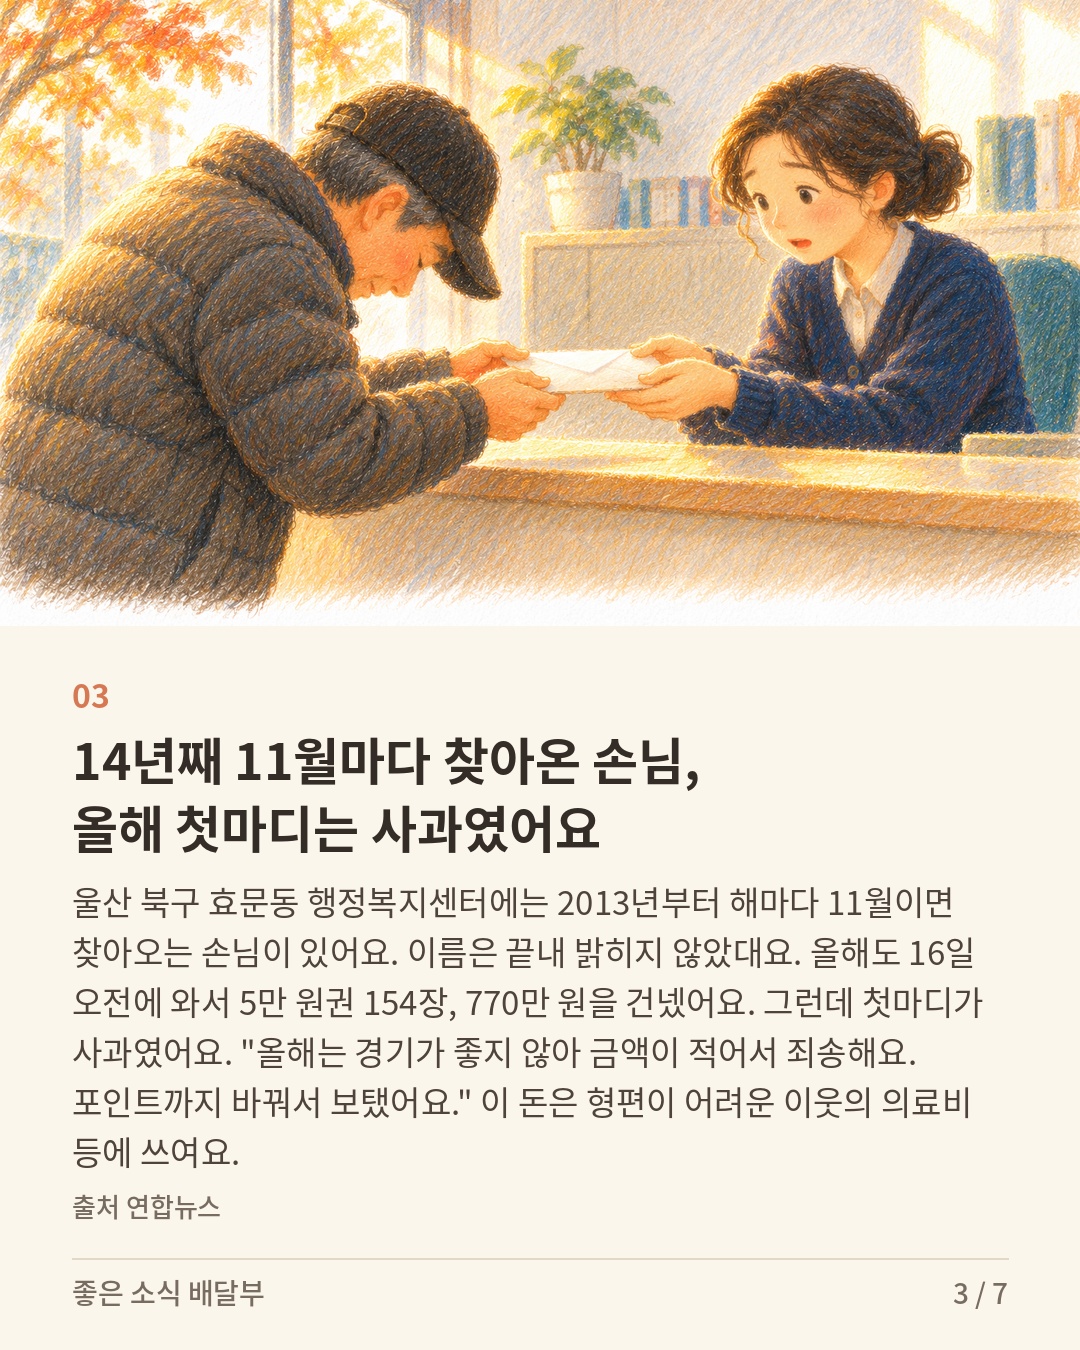 03
14년째 11월마다 찾아온 손님,
올해 첫마디는 사과였어요
울산 북구 효문동 행정복지센터에는 2013년부터 해마다 11월이면
찾아오는 손님이 있어요. 이름은 끝내 밝히지 않았대요. 올해도 16일
오전에 와서 5만 원권 154장, 770만 원을 건넸어요. 그런데 첫마디가
사과였어요. "올해는 경기가 좋지 않아 금액이 적어서 죄송해요.
포인트까지 바꿔서 보탰어요." 이 돈은 형편이 어려운 이웃의 의료비
등에 쓰여요.
출처 연합뉴스
좋은 소식 배달부
3 / 7